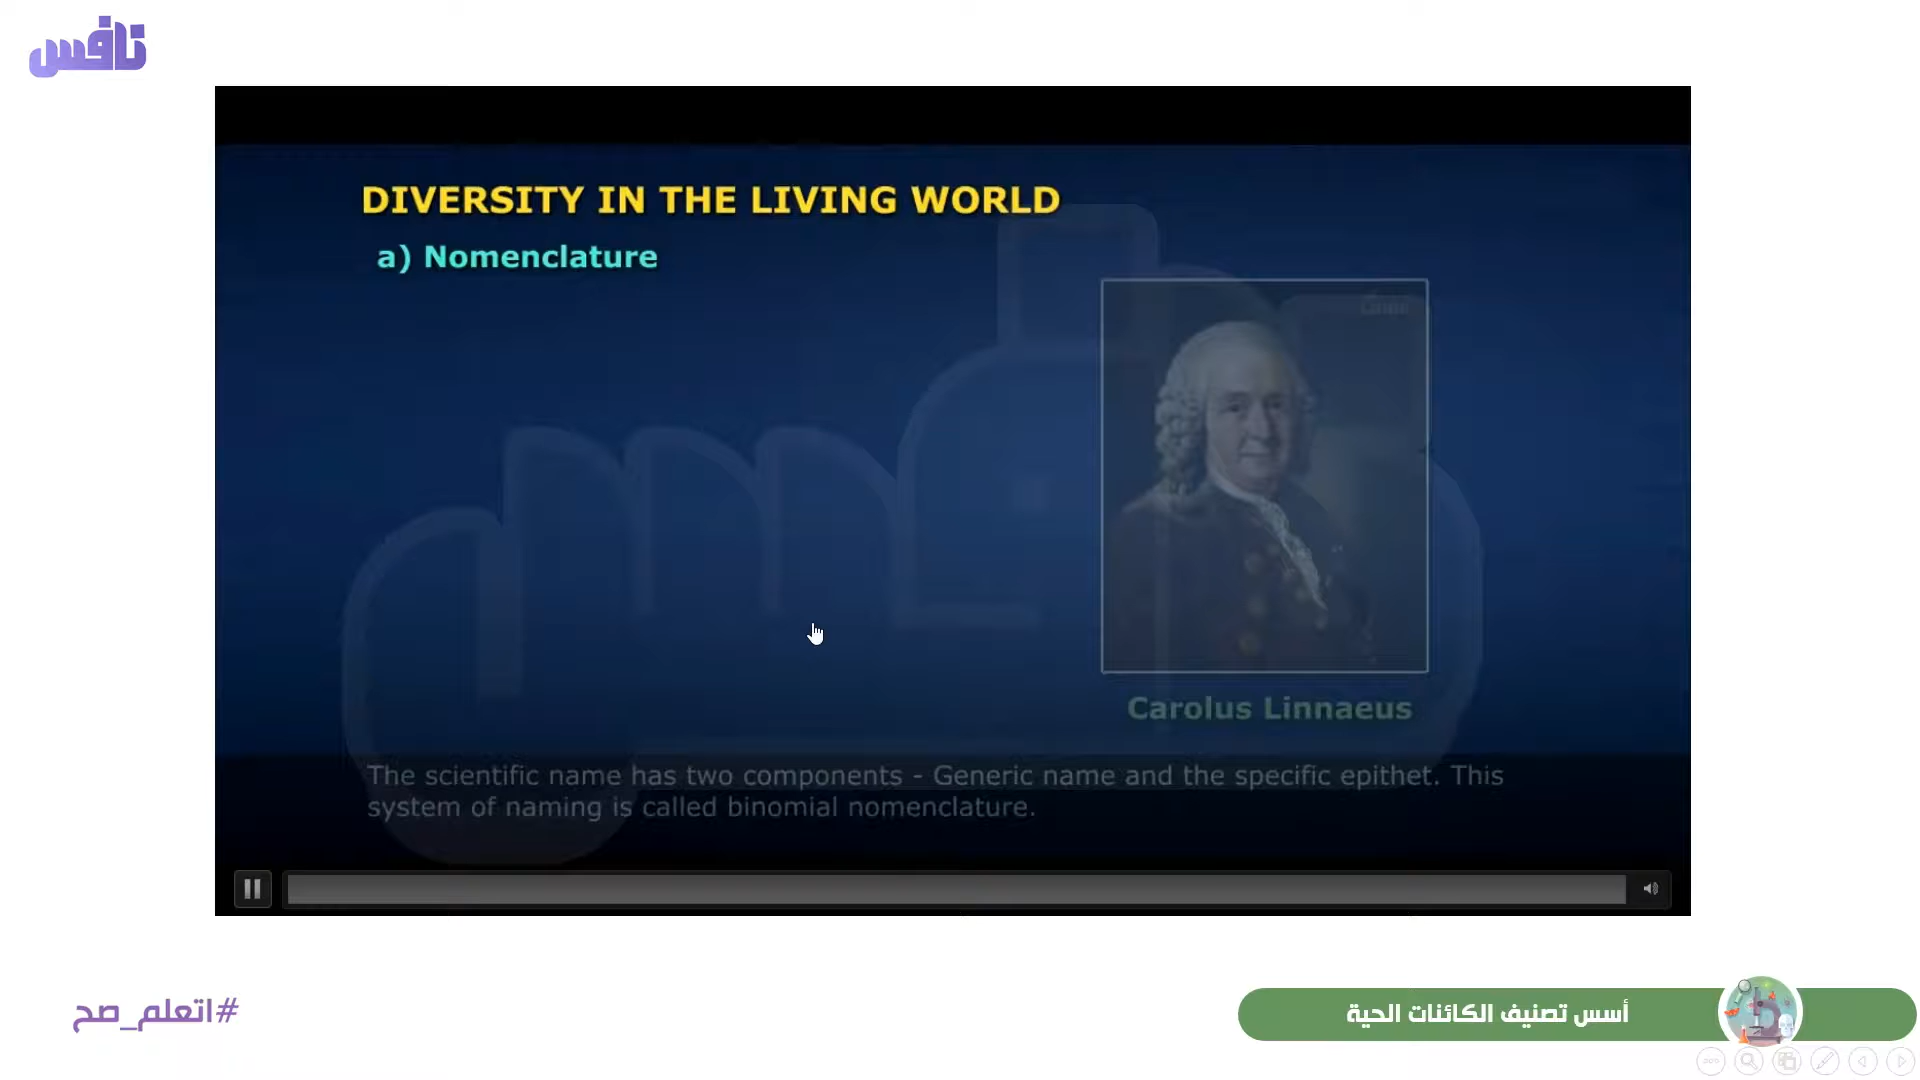 نافس
DIVERSITY IN THE LIVING WORLD
a) Nomenclature
Carolus Linnaeus
The scientific name has two components - Generic name and the specific epithet. This
system of naming is called binomial nomenclature.
#اتعلم_صح
أسس تصنيف الكائنات الحية